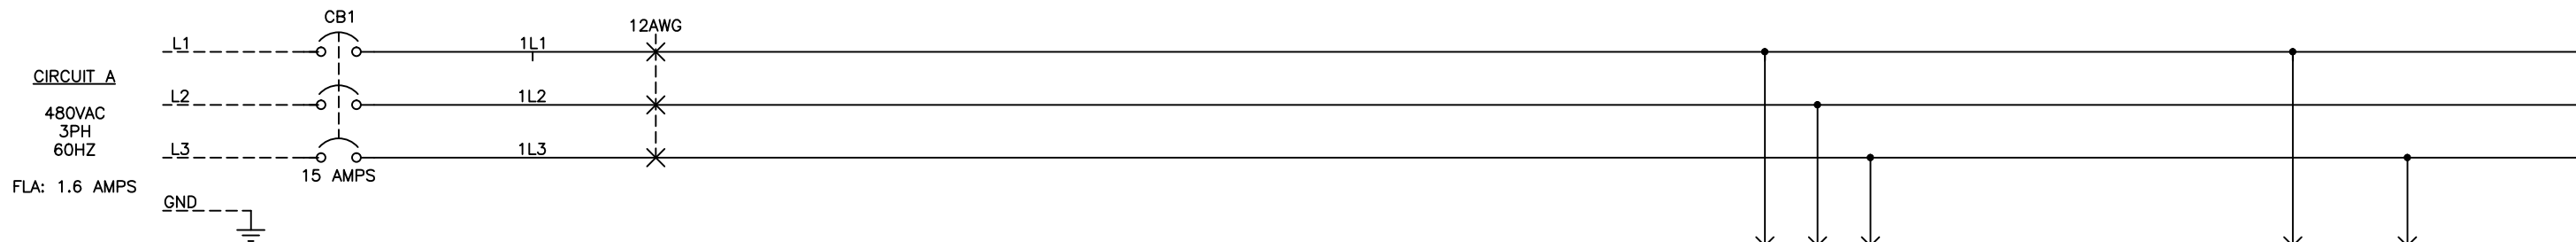 CB1
12AWG
L1
1L1
CIRCUIT A
L2
1L2
480VAC
3PH
60HZ
L3
1L3
15 AMPS
FLA: 1.6 AMPS
GND